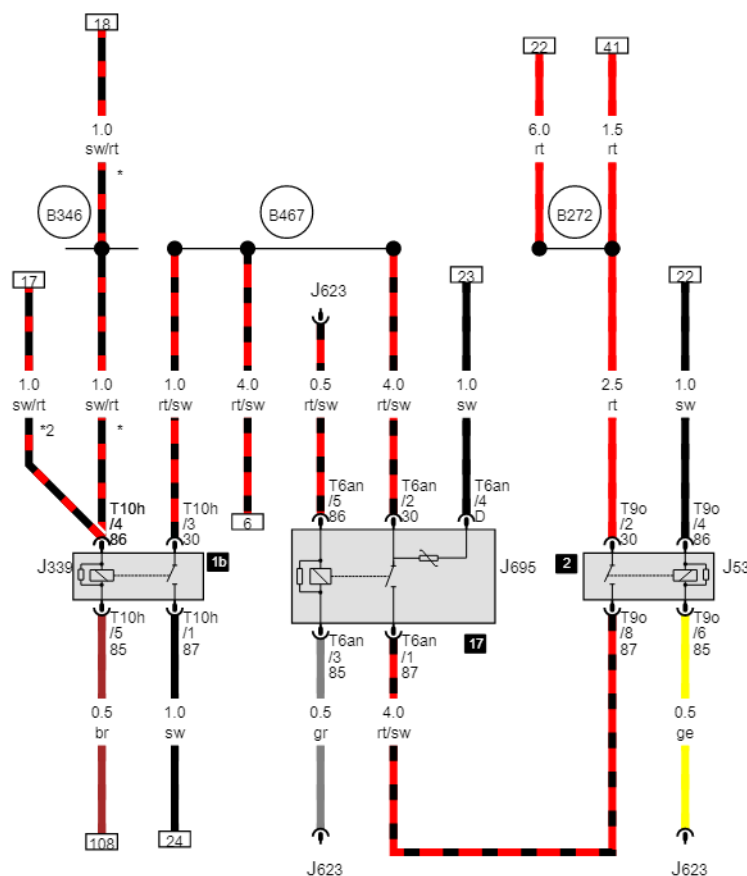 18
22
41
1.0
sw/rt
*
6.0
rt
1.5
rt
B346
B467
B272
17
J623
23
22
1.0
sw/rt
*2
1.0
sw/rt
*
1.0
rt/sw
4.0
rt/sw
0.5
rt/sw
4.0
rt/sw
1.0
sw
2.5
rt
1.0
sw
6
T10h
/4
86
T10h
/3
30
T6an
/5
86
T6an
/2
30
T6an
/4
D
T9o
/2
30
T9o
/4
86
J339
1b
J695
2
J53
T10h
/5
85
T10h
/1
87
T6an
/3
85
T6an
/1
87
17
T9o
/8
87
T9o
/6
85
0.5
br
1.0
sw
0.5
gr
4.0
rt/sw
0.5
ge
108
24
J623
J623